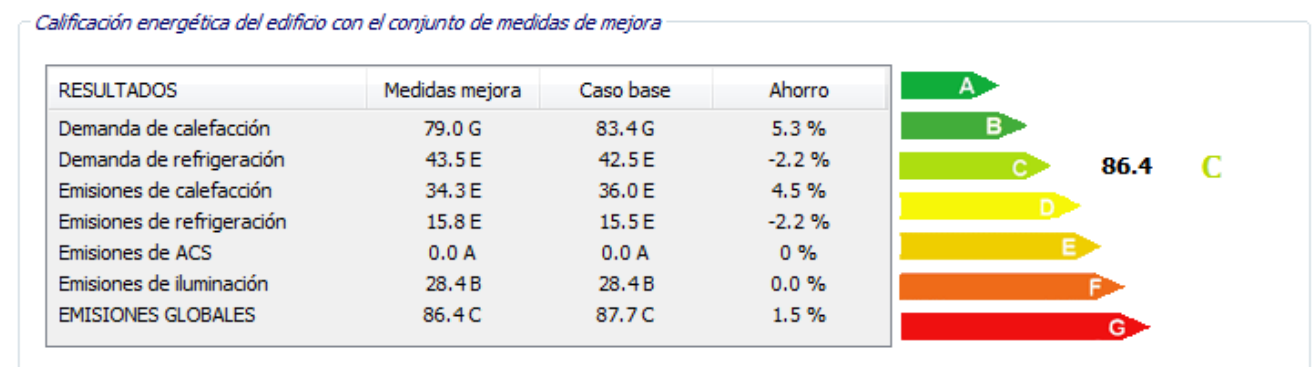 Calificación energética del edificio con el conjunto de medidas de mejora
RESULTADOS Medidas mejora Caso base Ahorro
Demanda de calefacción 79.0 G 83.4 G 5.3 %
Demanda de refrigeración 43.5 E 42.5 E -2.2 %
Emisiones de calefacción 34.3 E 36.0 E 4.5 %
Emisiones de refrigeración 15.8 E 15.5 E -2.2 %
Emisiones de ACS 0.0 A 0.0 A 0 %
Emisiones de iluminación 28.4 B 28.4 B 0.0 %
EMISIONES GLOBALES 86.4 C 87.7 C 1.5 %
A
B
C 86.4 C
D
E
F
G